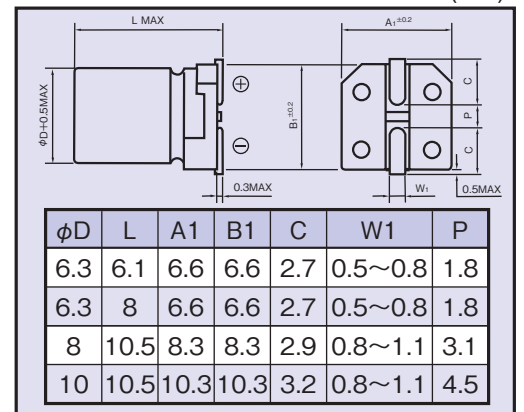 L MAX
A1±0.2
φD+0.5MAX
B1±0.2
C
P
C
0.3MAX
W1
0.5MAX
φD L A1 B1 C W1 P
6.3 6.1 6.6 6.6 2.7 0.5～0.8 1.8
6.3 8 6.6 6.6 2.7 0.5～0.8 1.8
8 10.5 8.3 8.3 2.9 0.8～1.1 3.1
10 10.5 10.3 10.3 3.2 0.8～1.1 4.5